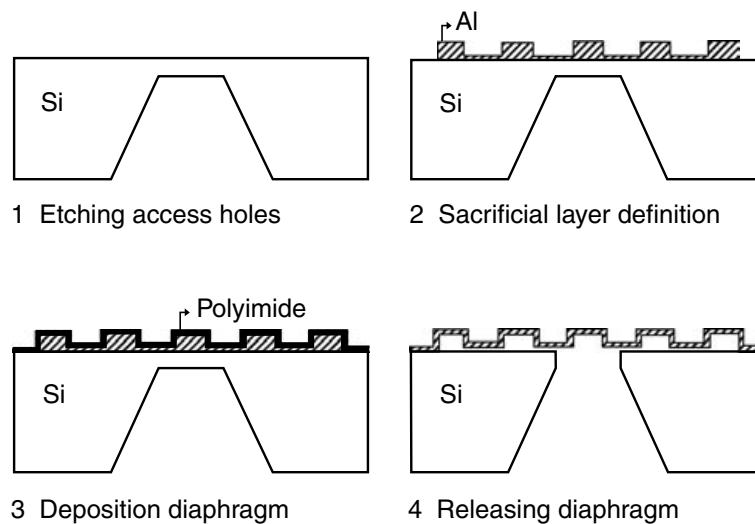 Si
1 Etching access holes
Al
Si
2 Sacrificial layer definition
Polyimide
Si
3 Deposition diaphragm
Si
4 Releasing diaphragm